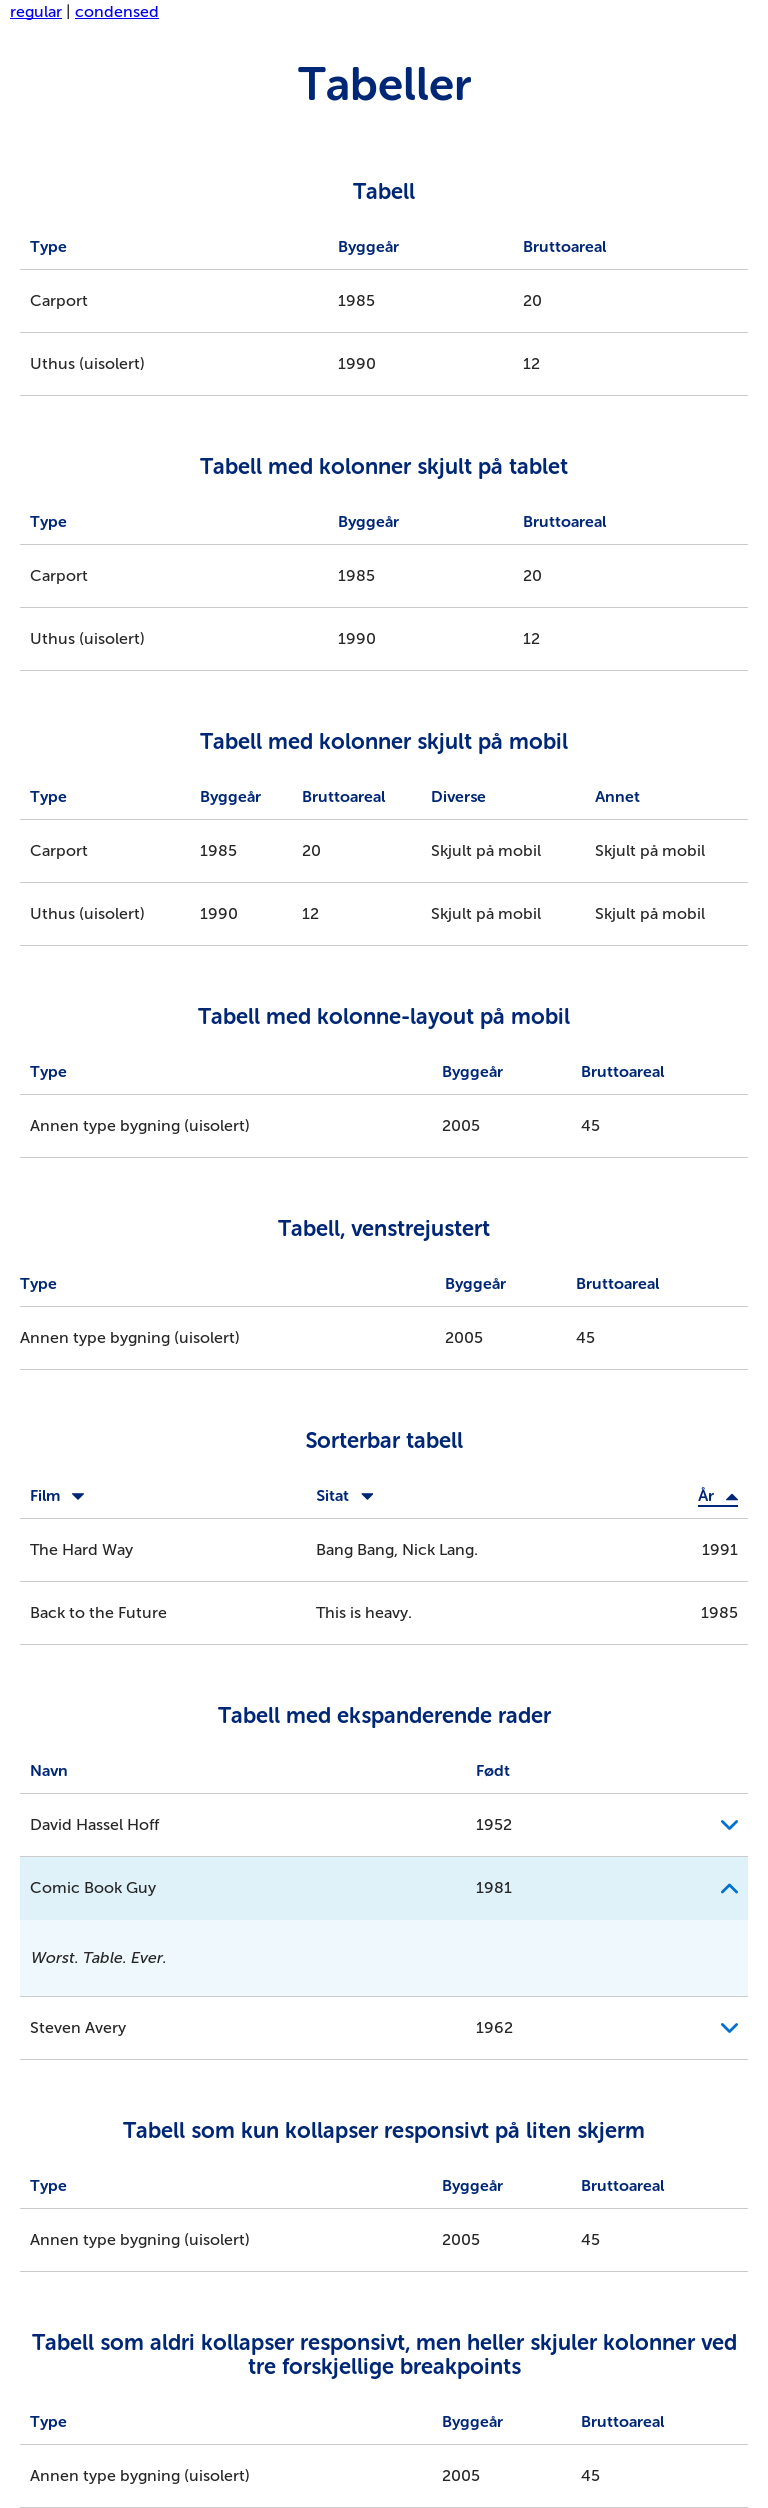 regular | condensed
Tabeller
Tabell
Type Byggeår Bruttoareal
Carport 1985 20
Uthus (uisolert) 1990 12
Tabell med kolonner skjult på tablet
Type Byggeår Bruttoareal
Carport 1985 20
Uthus (uisolert) 1990 12
Tabell med kolonner skjult på mobil
Type Byggeår Bruttoareal Diverse Annet
Carport 1985 20 Skjult på mobil Skjult på mobil
Uthus (uisolert) 1990 12 Skjult på mobil Skjult på mobil
Tabell med kolonne-layout på mobil
Type Byggeår Bruttoareal
Annen type bygning (uisolert) 2005 45
Tabell, venstrejustert
Type Byggeår Bruttoareal
Annen type bygning (uisolert) 2005 45
Sorterbar tabell
Film Sitat År
The Hard Way Bang Bang, Nick Lang. 1991
Back to the Future This is heavy. 1985
Tabell med ekspanderende rader
Navn Født
David Hassel Hoff 1952
Comic Book Guy 1981
Worst. Table. Ever.
Steven Avery 1962
Tabell som kun kollapser responsivt på liten skjerm
Type Byggeår Bruttoareal
Annen type bygning (uisolert) 2005 45
Tabell som aldri kollapser responsivt, men heller skjuler kolonner ved
tre forskjellige breakpoints
Type Byggeår Bruttoareal
Annen type bygning (uisolert) 2005 45